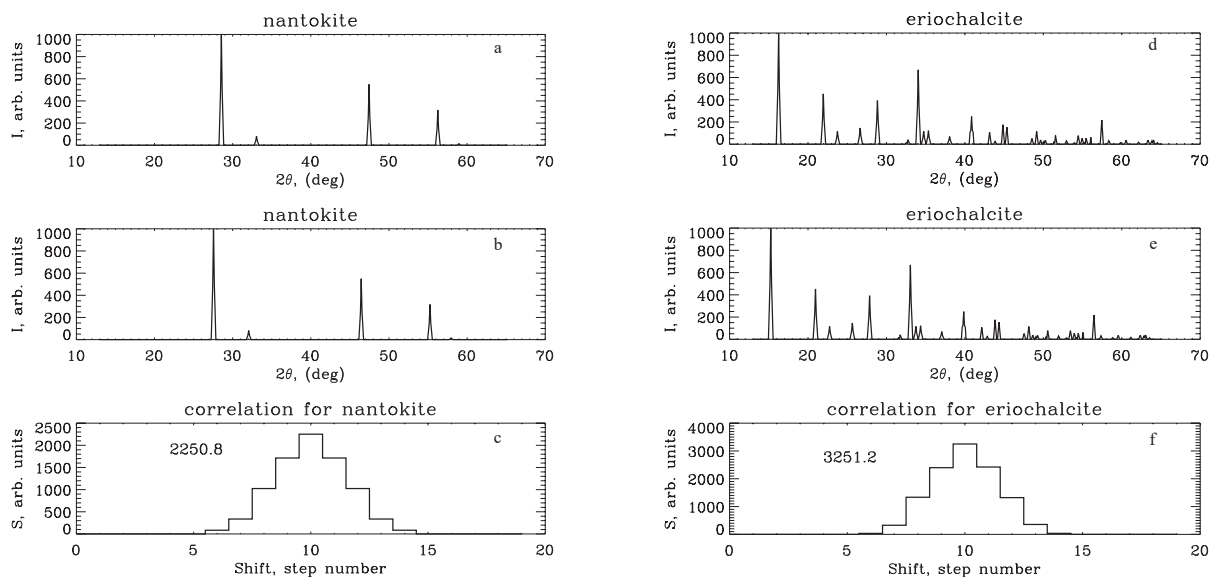 nantokite
a
I, arb. units
1000
800
600
400
200
0
10 20 30 40 50 60 70
2θ, (deg)
nantokite
b
I, arb. units
1000
800
600
400
200
0
10 20 30 40 50 60 70
2θ, (deg)
correlation for nantokite
c
2250.8
S, arb. units
2500
2000
1500
1000
500
0
0 5 10 15 20
Shift, step number
eriochalcite
d
I, arb. units
1000
800
600
400
200
0
10 20 30 40 50 60 70
2θ, (deg)
eriochalcite
e
I, arb. units
1000
800
600
400
200
0
10 20 30 40 50 60 70
2θ, (deg)
correlation for eriochalcite
f
3251.2
S, arb. units
4000
3000
2000
1000
0
0 5 10 15 20
Shift, step number